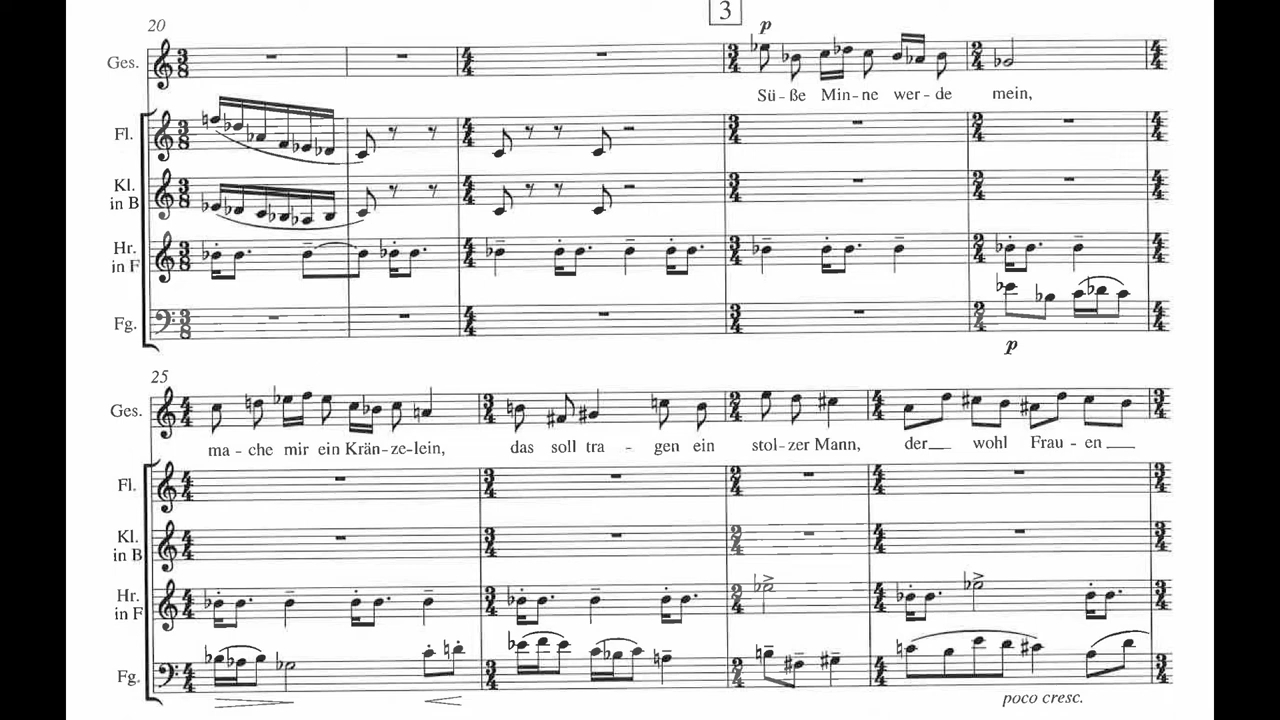 20
3
p
Ges.
Sü-ße Min-ne wer-de mein,
Fl.
Kl.
in B
Hr.
in F
Fg.
p
25
Ges.
ma-che mir ein Krän-ze-lein, das soll tra-gen ein stol-zer Mann, der wohl Frau-en
Fl.
Kl.
in B
Hr.
in F
Fg.
poco cresc.